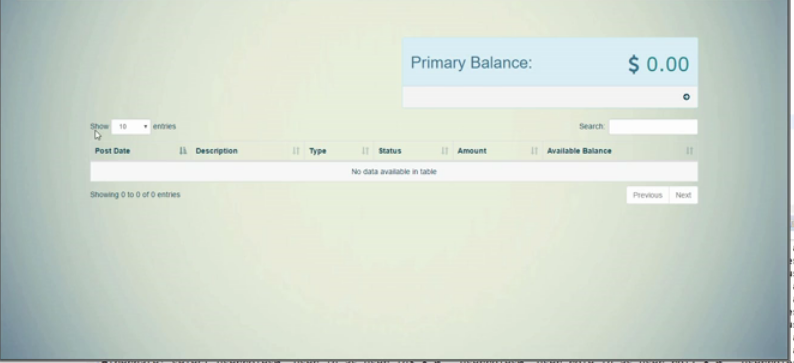 Primary Balance: $ 0.00
Show 10 entries Search:
Post Date Description Type Status Amount Available Balance
No data available in table
Showing 0 to 0 of 0 entries Previous Next